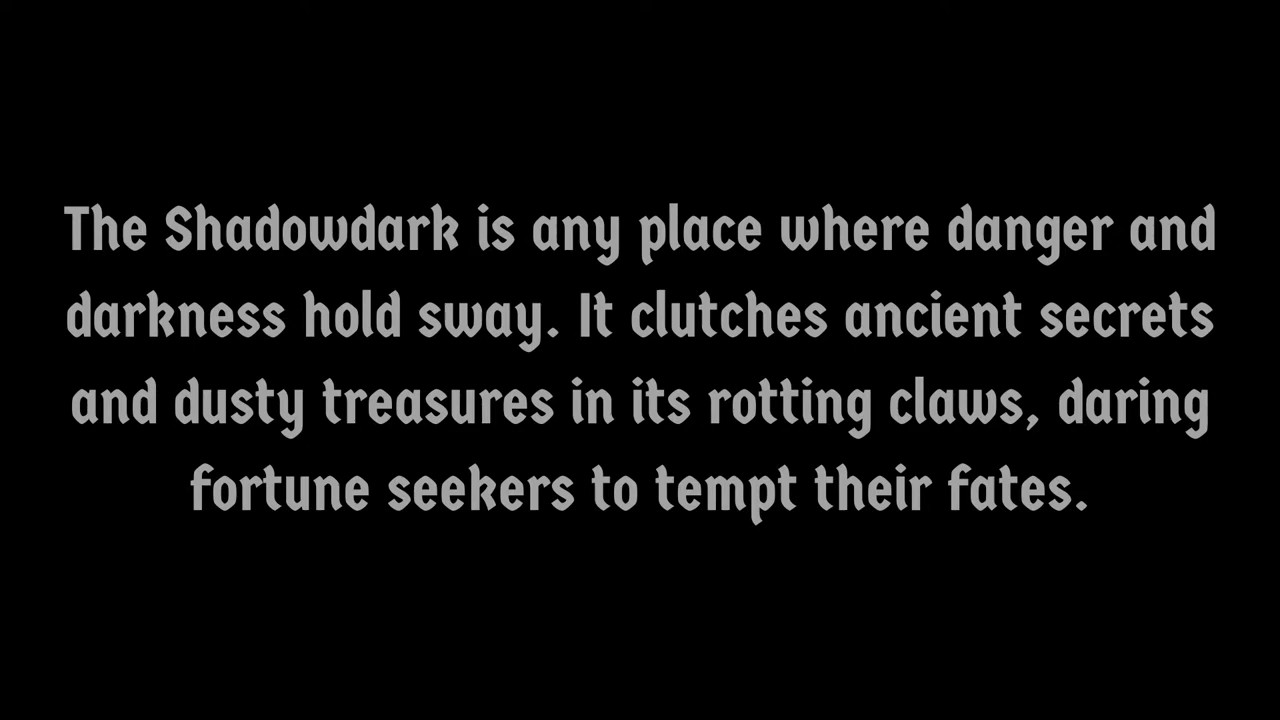 The Shadowdark is any place where danger and
darkness hold sway. It clutches ancient secrets
and dusty treasures in its rotting claws, daring
fortune seekers to tempt their fates.